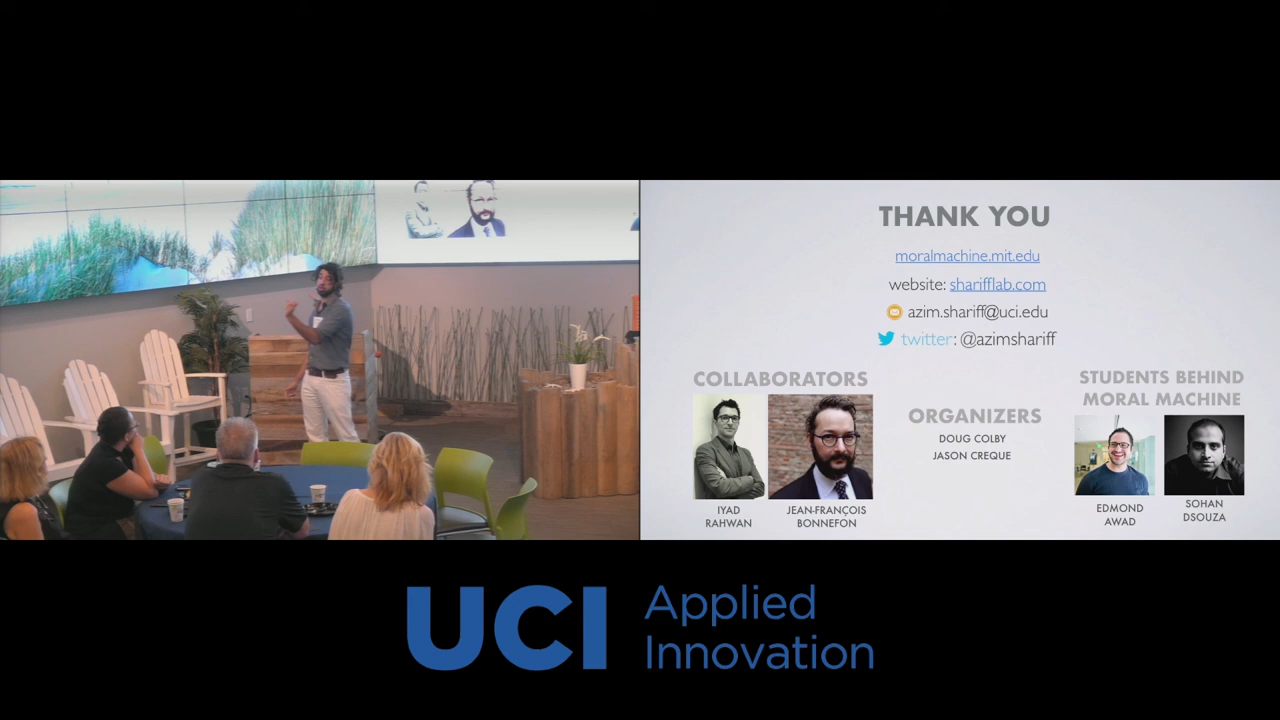 THANK YOU
moralmachine.mit.edu
website: sharifflab.com
azim.shariff@uci.edu
twitter: @azimshariff
COLLABORATORS
IYAD
RAHWAN
JEAN-FRANÇOIS
BONNEFON
ORGANIZERS
DOUG COLBY
JASON CREQUE
STUDENTS BEHIND
MORAL MACHINE
EDMOND
AWAD
SOHAN
DSOUZA
UCI Applied
Innovation